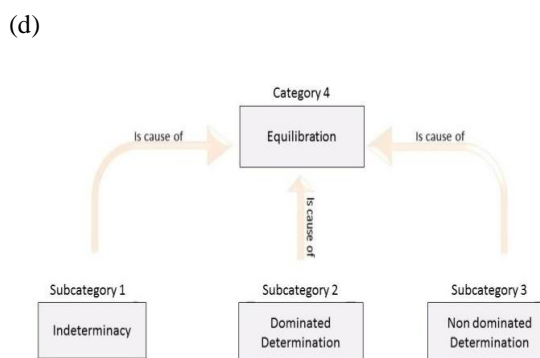 (d)
Category 4
Equilibration
Is cause of
Is cause of
Is cause of
Subcategory 1
Subcategory 2
Subcategory 3
Indeterminacy
Dominated
Determination
Non dominated
Determination